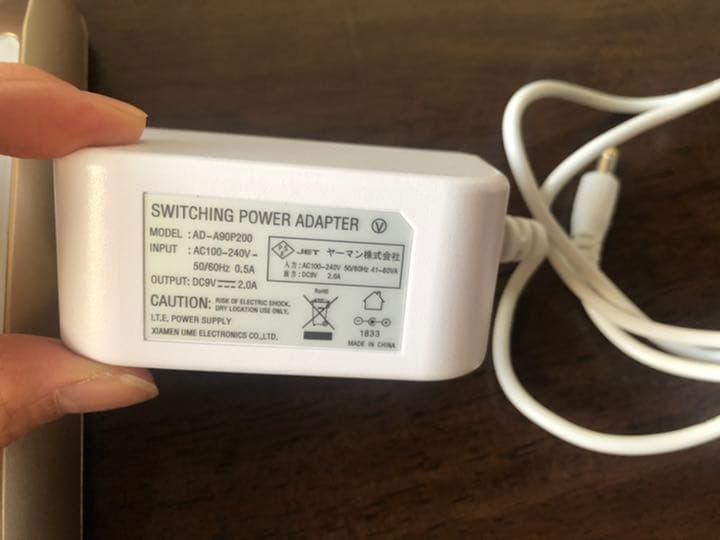 SWITCHING POWER ADAPTER Ⓥ
MODEL : AD-A90P200
INPUT : AC100-240V~
50/60Hz 0.5A
OUTPUT: DC9V⎓2.0A
PS E JET ヤーマン株式会社
入力:AC100-240V 50/60Hz 41-60VA
出力:DC9V 2.0A
CAUTION: RISK OF ELECTRIC SHOCK.
DRY LOCATION USE ONLY.
I.T.E. POWER SUPPLY
XIAMEN UME ELECTRONICS CO.,LTD.
RoHS
1833
MADE IN CHINA